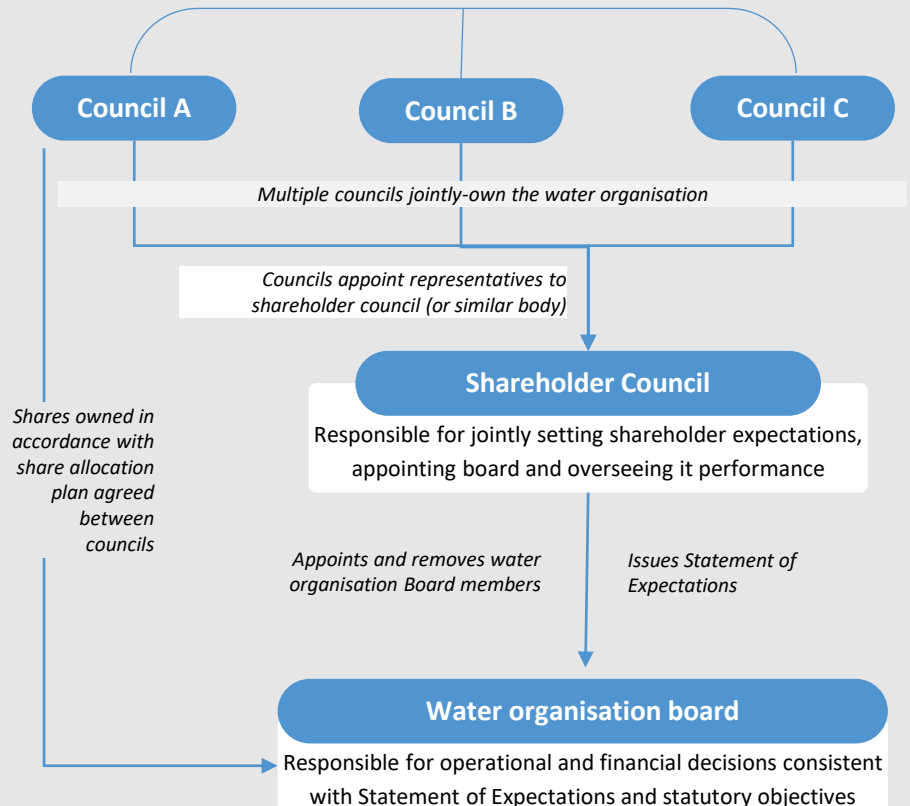 Council A
Council B
Council C
Multiple councils jointly-own the water organisation
Councils appoint representatives to
shareholder council (or similar body)
Shareholder Council
Responsible for jointly setting shareholder expectations,
appointing board and overseeing it performance
Shares owned in
accordance with
share allocation
plan agreed
between
councils
Appoints and removes water
organisation Board members
Issues Statement of
Expectations
Water organisation board
Responsible for operational and financial decisions consistent
with Statement of Expectations and statutory objectives